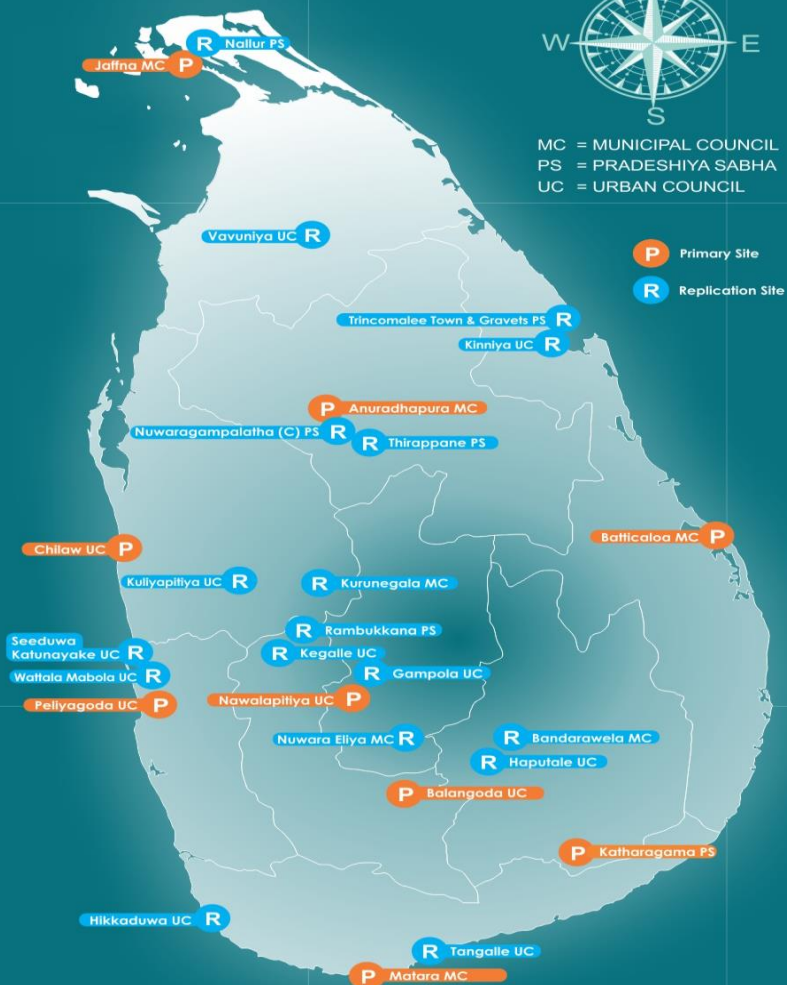 R Nallur PS
Jaffna MC P
W E
S
MC = MUNICIPAL COUNCIL
PS = PRADESHIYA SABHA
UC = URBAN COUNCIL
Vavuniya UC R
P Primary Site
R Replication Site
Trincomalee Town & Gravets PS R
Kinniya UC R
P Anuradhapura MC
Nuwaragampalatha (C) PS R
R Thirappane PS
Batticaloa MC P
Chilaw UC P
Kuliyapitiya UC R
R Kurunegala MC
R Rambukkana PS
Seeduwa
Katunayake UC R
R Kegalle UC
Wattala Mabola UC R
R Gampola UC
Nawalapitiya UC P
Peliyagoda UC P
Nuwara Eliya MC R
R Bandarawela MC
R Haputale UC
P Balangoda UC
P Katharagama PS
Hikkaduwa UC R
R Tangalle UC
P Matara MC